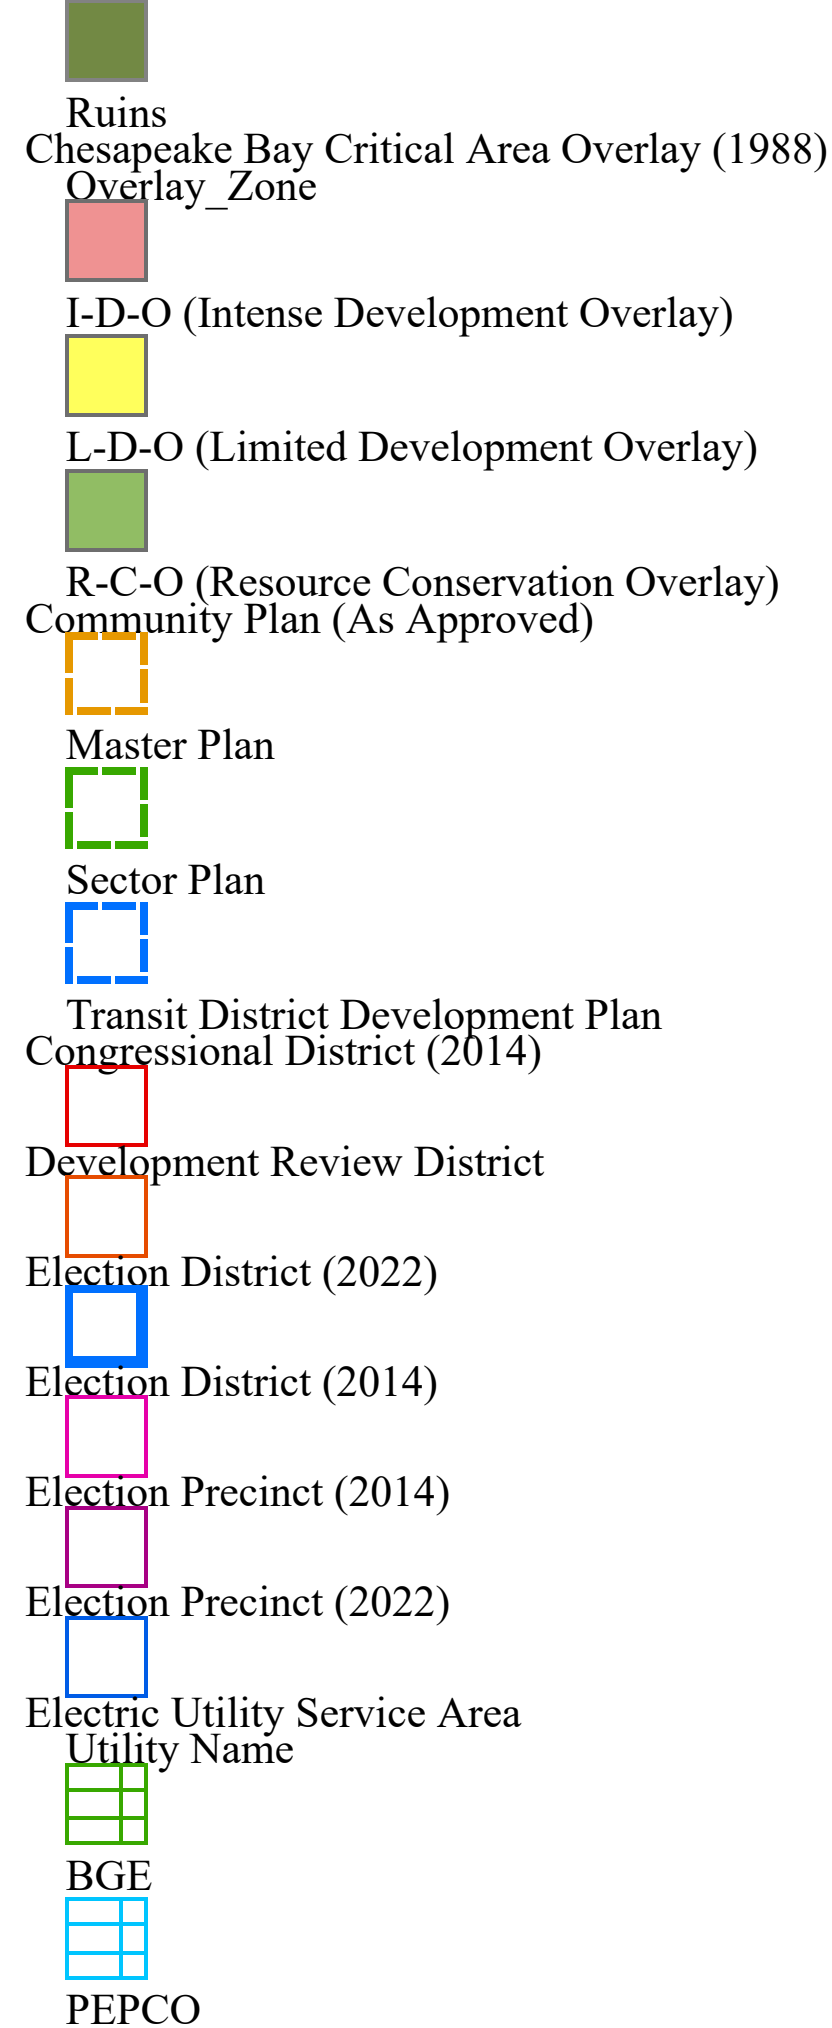 Ruins
Chesapeake Bay Critical Area Overlay (1988)
Overlay_Zone
I-D-O (Intense Development Overlay)
L-D-O (Limited Development Overlay)
R-C-O (Resource Conservation Overlay)
Community Plan (As Approved)
Master Plan
Sector Plan
Transit District Development Plan
Congressional District (2014)
Development Review District
Election District (2022)
Election District (2014)
Election Precinct (2014)
Election Precinct (2022)
Electric Utility Service Area
Utility Name
BGE
PEPCO